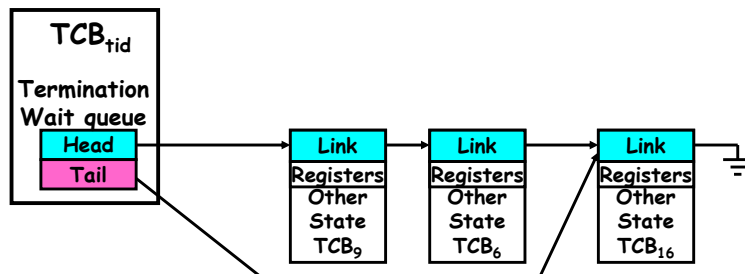 TCBtid
Termination
Wait queue
Head
Tail
Link
Registers
Other
State
TCB9
Link
Registers
Other
State
TCB6
Link
Registers
Other
State
TCB16